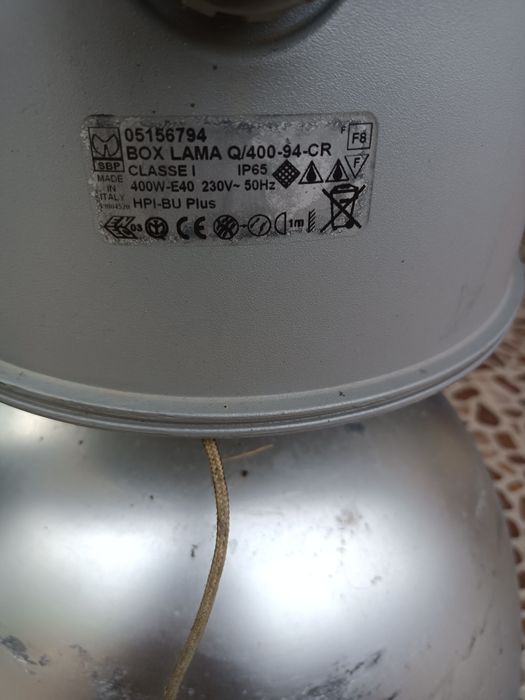 05156794
F F8
BOX LAMA Q/400-94-CR
SBP
CLASSE I IP65
F
MADE IN ITALY
400W-E40 230V~ 50Hz
HPI-BU Plus
03 CE 1m